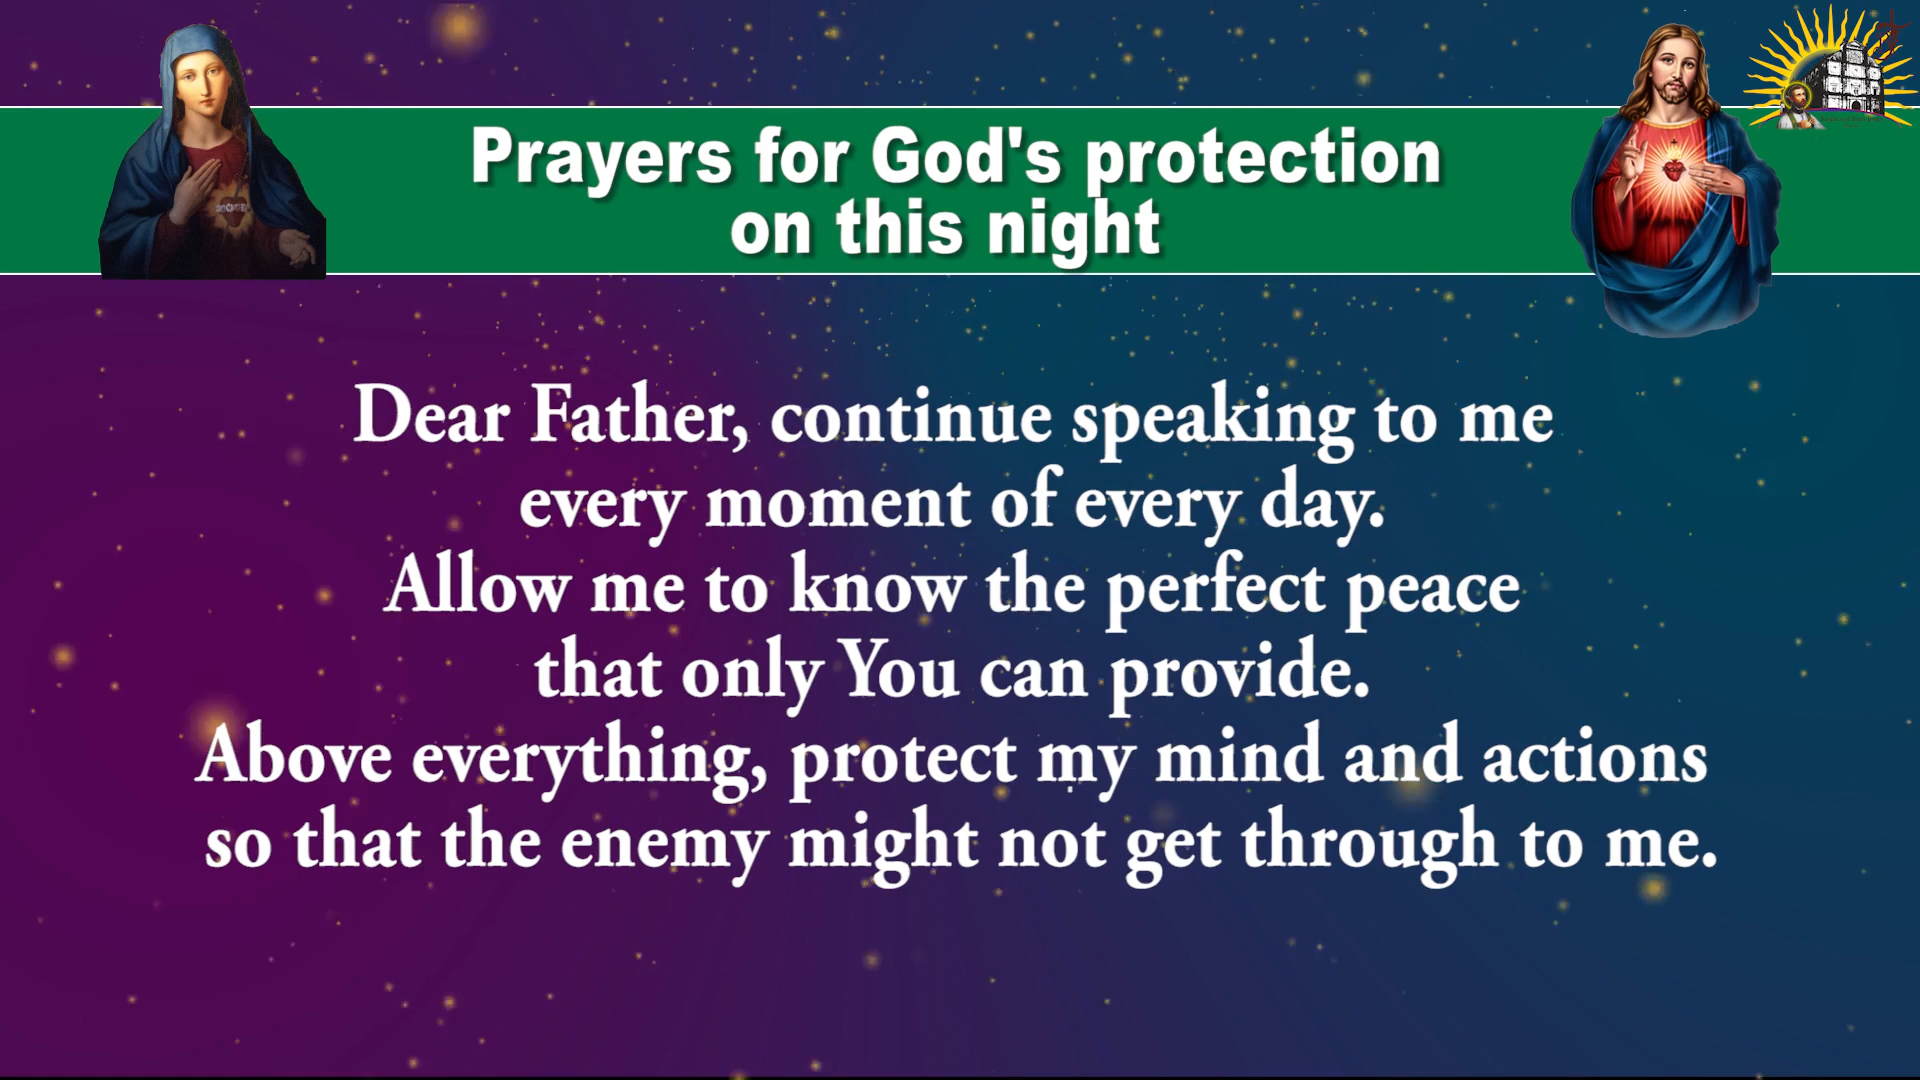 Prayers for God's protection
on this night
Dear Father, continue speaking to me
every moment of every day.
Allow me to know the perfect peace
that only You can provide.
Above everything, protect my mind and actions
so that the enemy might not get through to me.